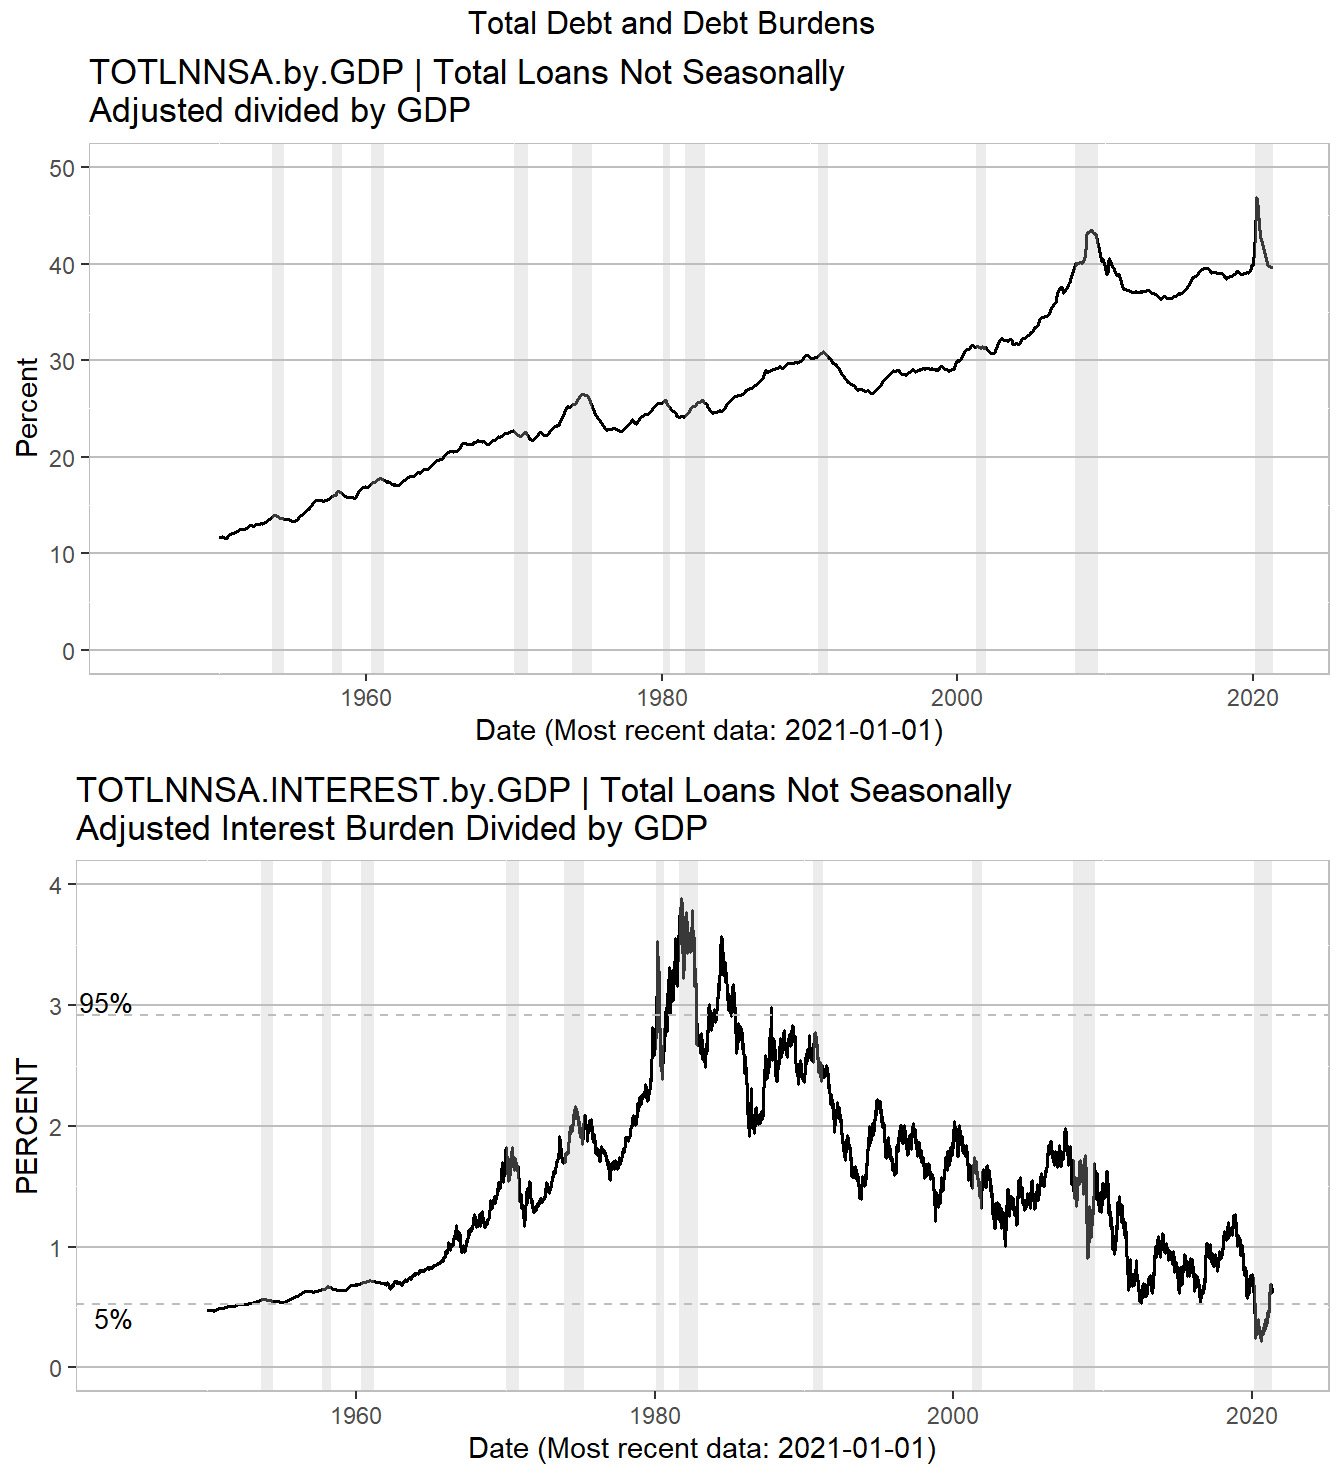 Total Debt and Debt Burdens
TOTLNNSA.by.GDP | Total Loans Not Seasonally
Adjusted divided by GDP
50
40
30
20
10
0
Percent
1960 1980 2000 2020
Date (Most recent data: 2021-01-01)
TOTLNNSA.INTEREST.by.GDP | Total Loans Not Seasonally
Adjusted Interest Burden Divided by GDP
4
3
95%
2
1
5%
0
PERCENT
1960 1980 2000 2020
Date (Most recent data: 2021-01-01)